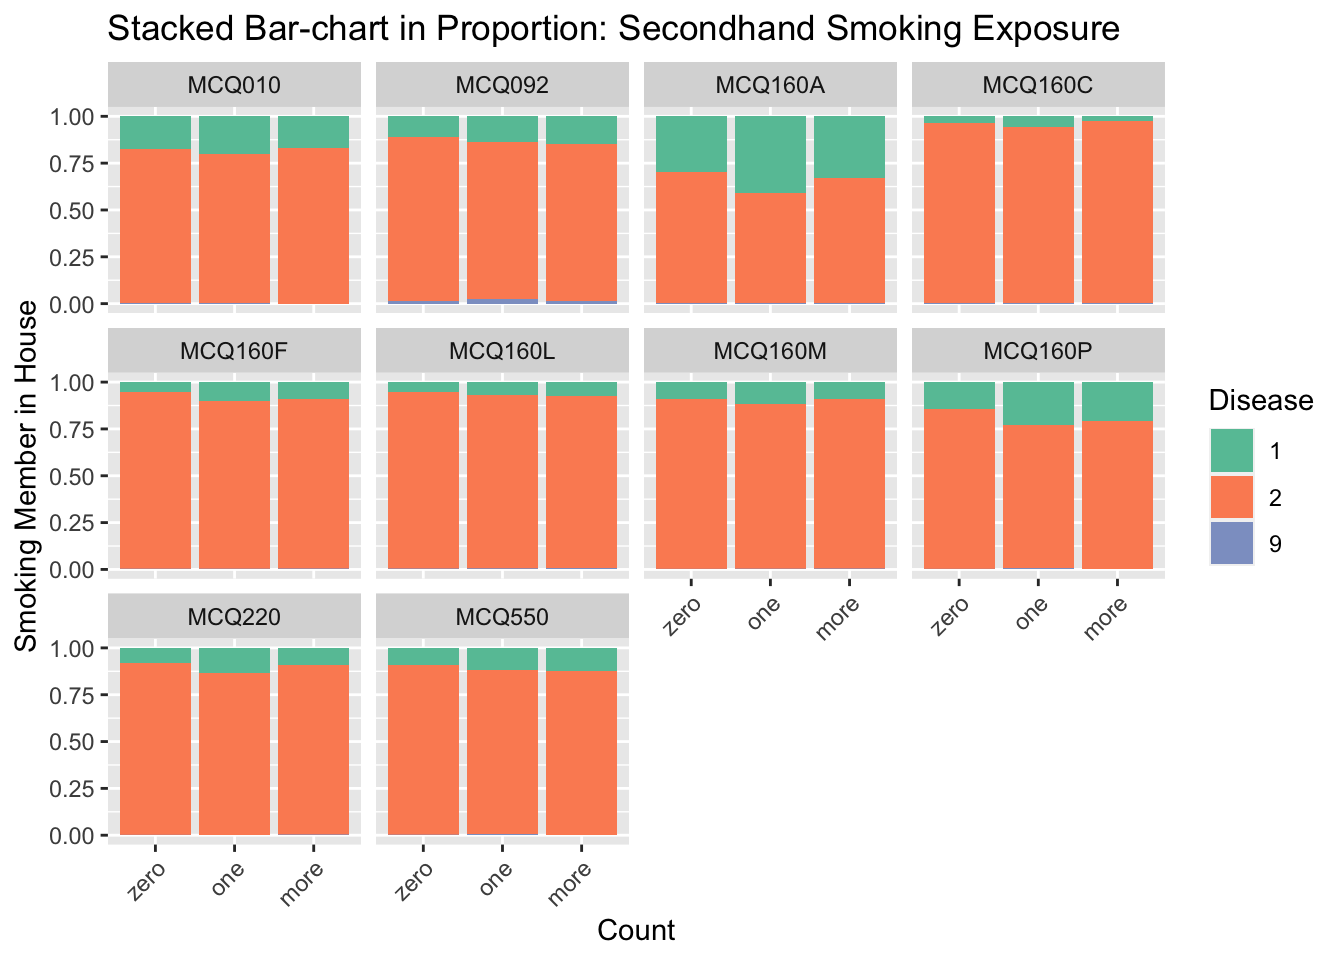 Stacked Bar-chart in Proportion: Secondhand Smoking Exposure
MCQ010 MCQ092 MCQ160A MCQ160C
1.00
0.75
0.50
0.25
0.00
MCQ160F MCQ160L MCQ160M MCQ160P
1.00
0.75
0.50
0.25
0.00
zero one more zero one more
MCQ220 MCQ550
1.00
0.75
0.50
0.25
0.00
zero one more zero one more
Smoking Member in House
Count
Disease
1
2
9